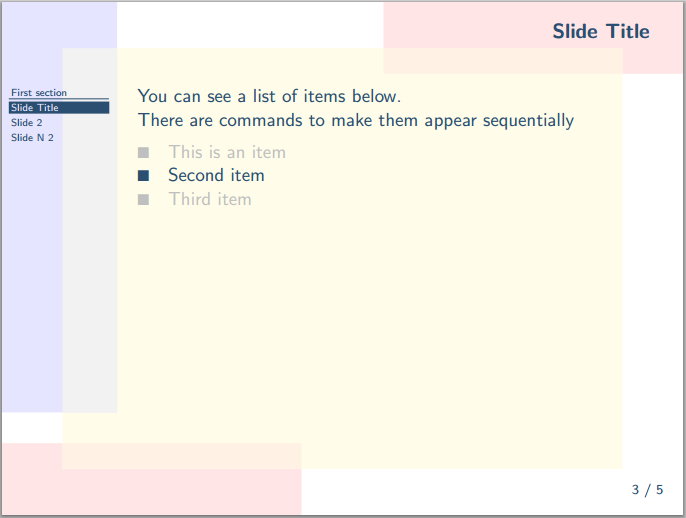 Slide Title
First section
Slide Title
Slide 2
Slide N 2
You can see a list of items below.
There are commands to make them appear sequentially
This is an item
Second item
Third item
3 / 5